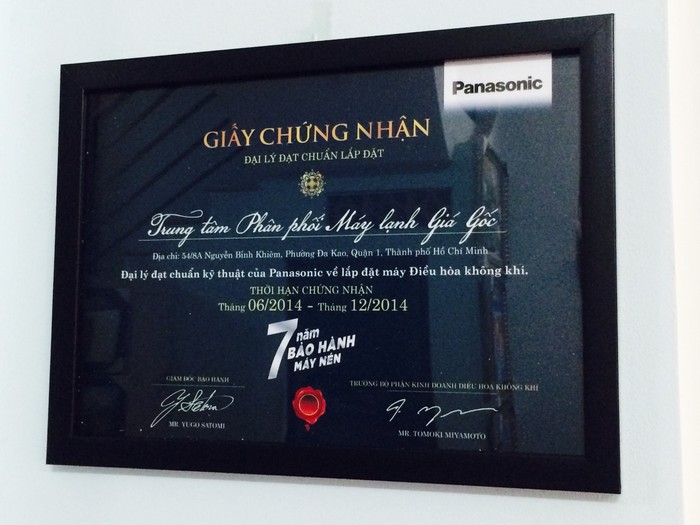 Panasonic
GIẤY CHỨNG NHẬN
ĐẠI LÝ ĐẠT CHUẨN LẮP ĐẶT
Trung tâm Phân phối Máy lạnh Giá Gốc
Địa chỉ: 54/8A Nguyễn Bỉnh Khiêm, Phường Đa Kao, Quận 1, Thành phố Hồ Chí Minh
Đại lý đạt chuẩn kỹ thuật của Panasonic về lắp đặt máy Điều hòa không khí.
THỜI HẠN CHỨNG NHẬN
Tháng 06/2014 - Tháng 12/2014
7 năm
BẢO HÀNH
MÁY NÉN
GIÁM ĐỐC BẢO HÀNH
MR. YUGO SATOMI
TRƯỞNG BỘ PHẬN KINH DOANH ĐIỀU HÒA KHÔNG KHÍ
MR. TOMOKI MIYAMOTO